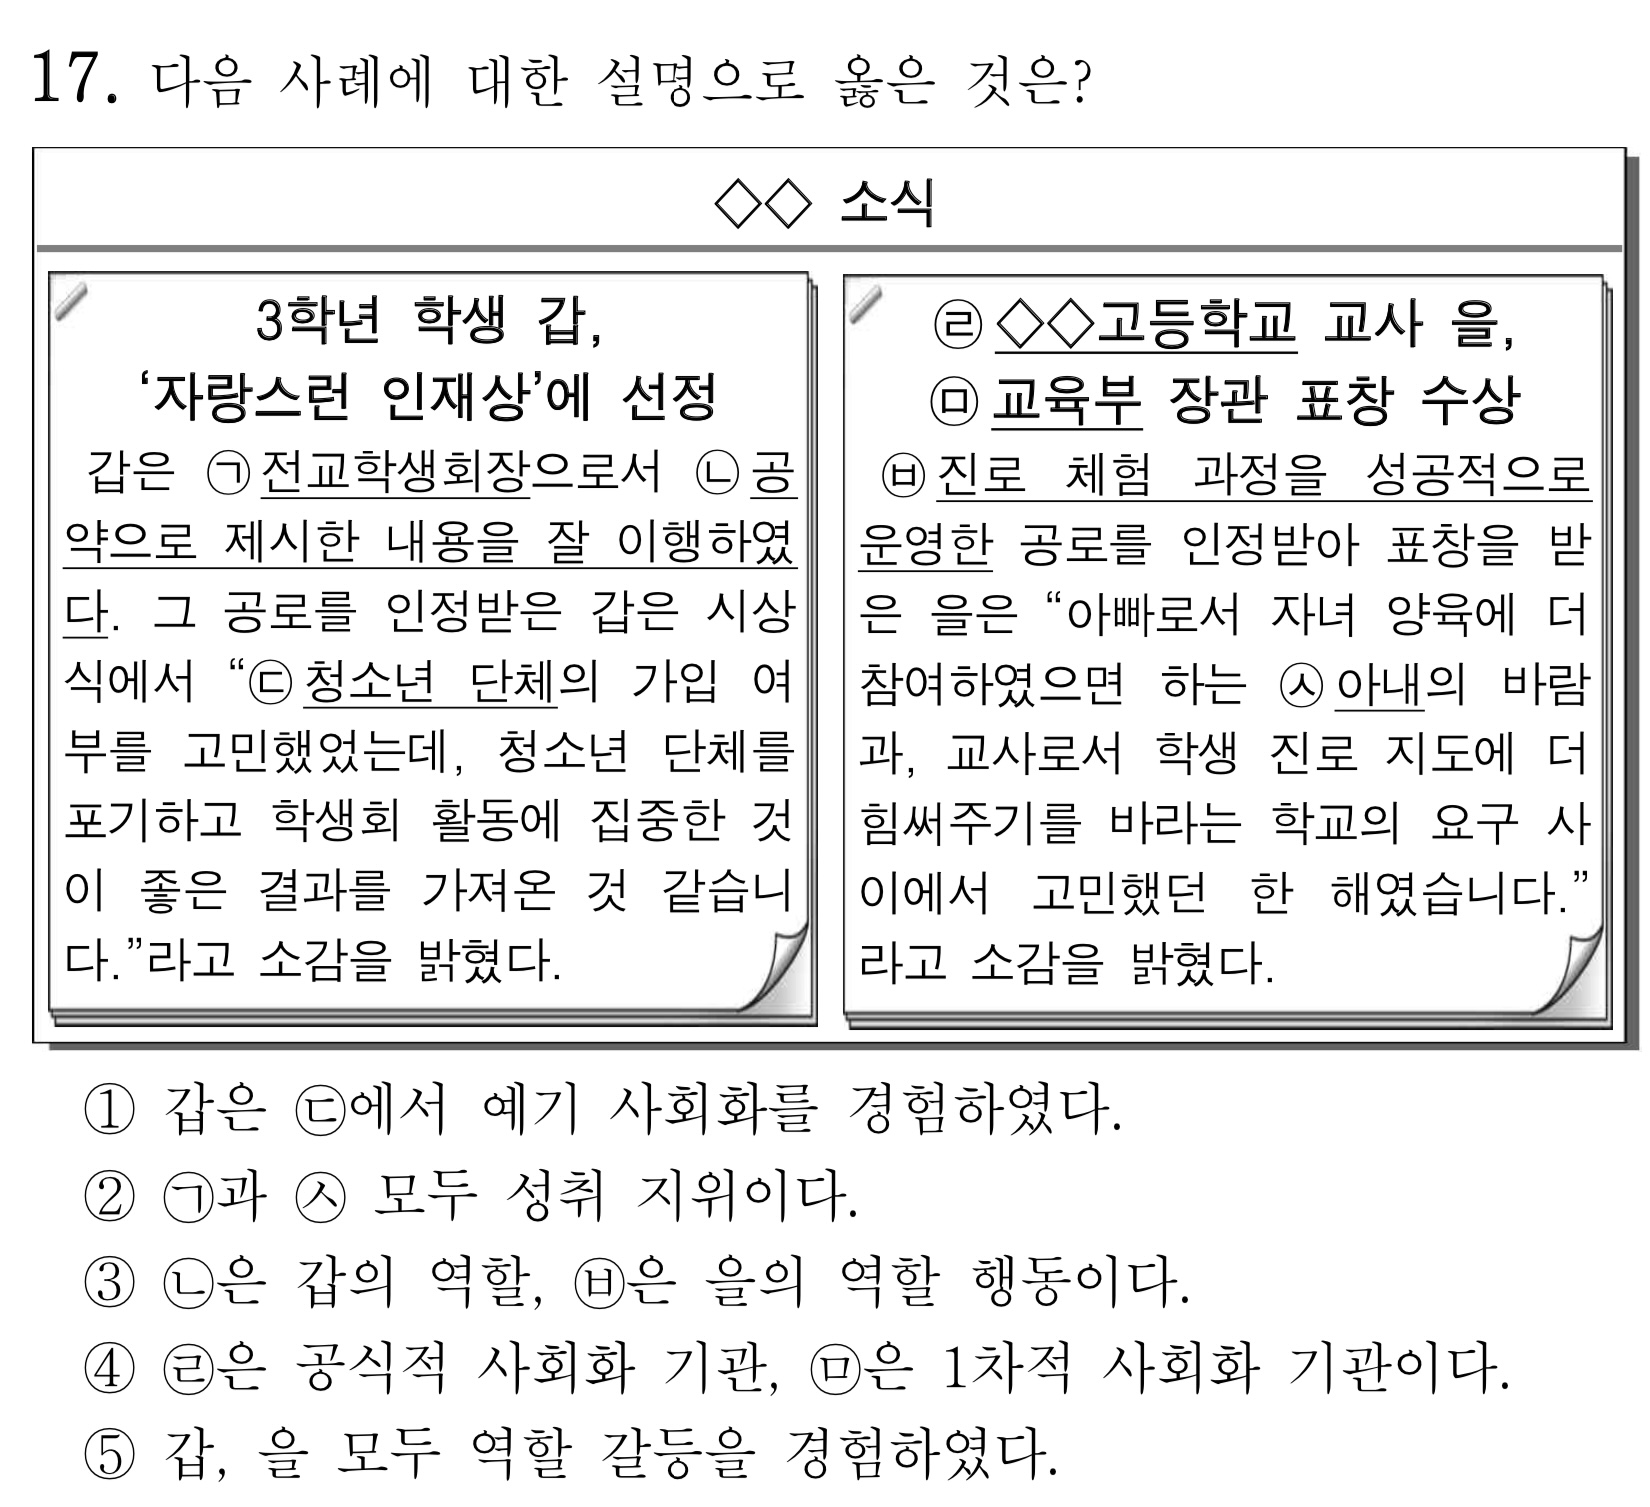 17. 다음 사례에 대한 설명으로 옳은 것은?
◇◇ 소식
3학년 학생 갑,
‘자랑스런 인재상’에 선정
갑은 ㉠전교학생회장으로서 ㉡공
약으로 제시한 내용을 잘 이행하였
다. 그 공로를 인정받은 갑은 시상
식에서 “㉢청소년 단체의 가입 여
부를 고민했었는데, 청소년 단체를
포기하고 학생회 활동에 집중한 것
이 좋은 결과를 가져온 것 같습니
다.”라고 소감을 밝혔다.
㉣◇◇고등학교 교사 을,
㉤교육부 장관 표창 수상
㉥진로 체험 과정을 성공적으로
운영한 공로를 인정받아 표창을 받
은 을은 “아빠로서 자녀 양육에 더
참여하였으면 하는 ㉦아내의 바람
과, 교사로서 학생 진로 지도에 더
힘써주기를 바라는 학교의 요구 사
이에서 고민했던 한 해였습니다.”
라고 소감을 밝혔다.
① 갑은 ㉢에서 예기 사회화를 경험하였다.
② ㉠과 ㉦ 모두 성취 지위이다.
③ ㉡은 갑의 역할, ㉥은 을의 역할 행동이다.
④ ㉣은 공식적 사회화 기관, ㉤은 1차적 사회화 기관이다.
⑤ 갑, 을 모두 역할 갈등을 경험하였다.